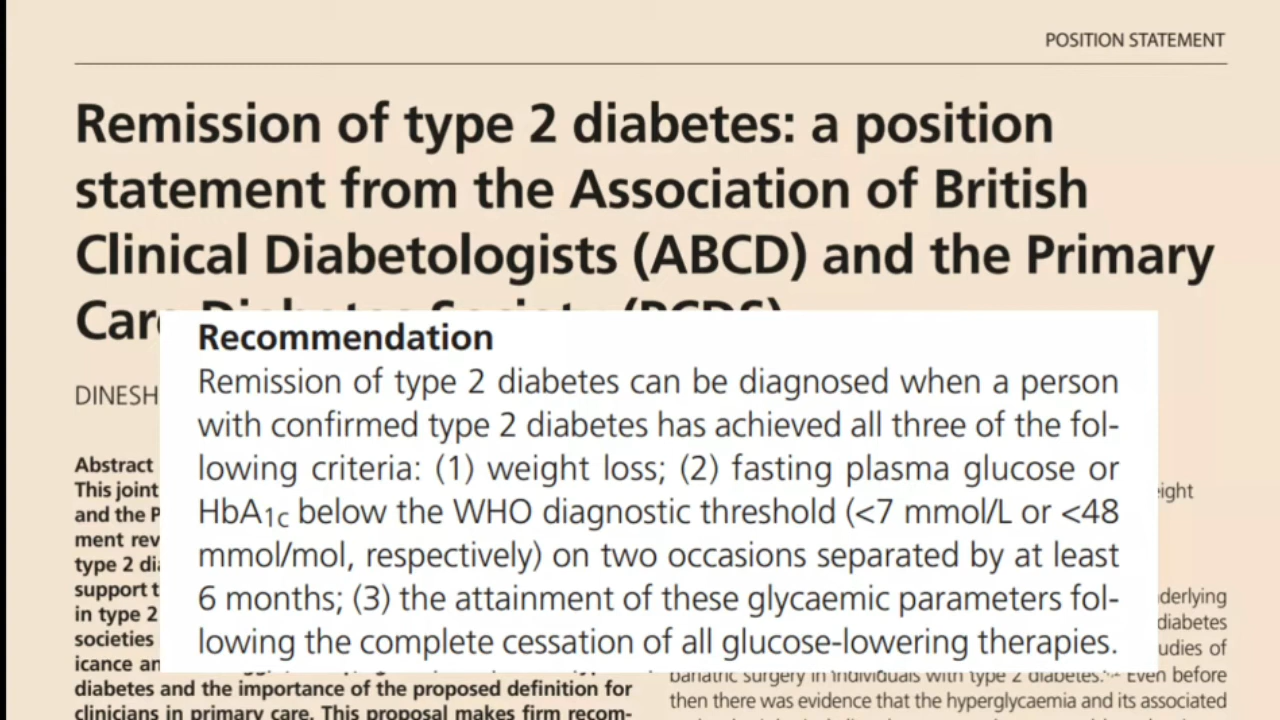 POSITION STATEMENT
Remission of type 2 diabetes: a position
statement from the Association of British
Clinical Diabetologists (ABCD) and the Primary
Care Diabetes Society (PCDS)
Recommendation
Remission of type 2 diabetes can be diagnosed when a person
with confirmed type 2 diabetes has achieved all three of the fol-
lowing criteria: (1) weight loss; (2) fasting plasma glucose or
HbA1c below the WHO diagnostic threshold (<7 mmol/L or <48
mmol/mol, respectively) on two occasions separated by at least
6 months; (3) the attainment of these glycaemic parameters fol-
lowing the complete cessation of all glucose-lowering therapies.
DINESH
Abstract
This joint
and the
ment
type 2
support
in type 2
societies
icance
diabetes and the importance of the proposed definition for
clinicians in primary care. This proposal makes firm recom-
diabetes
bariatric surgery in individuals with type 2 diabetes. Even before
then there was evidence that the hyperglycaemia and its associated